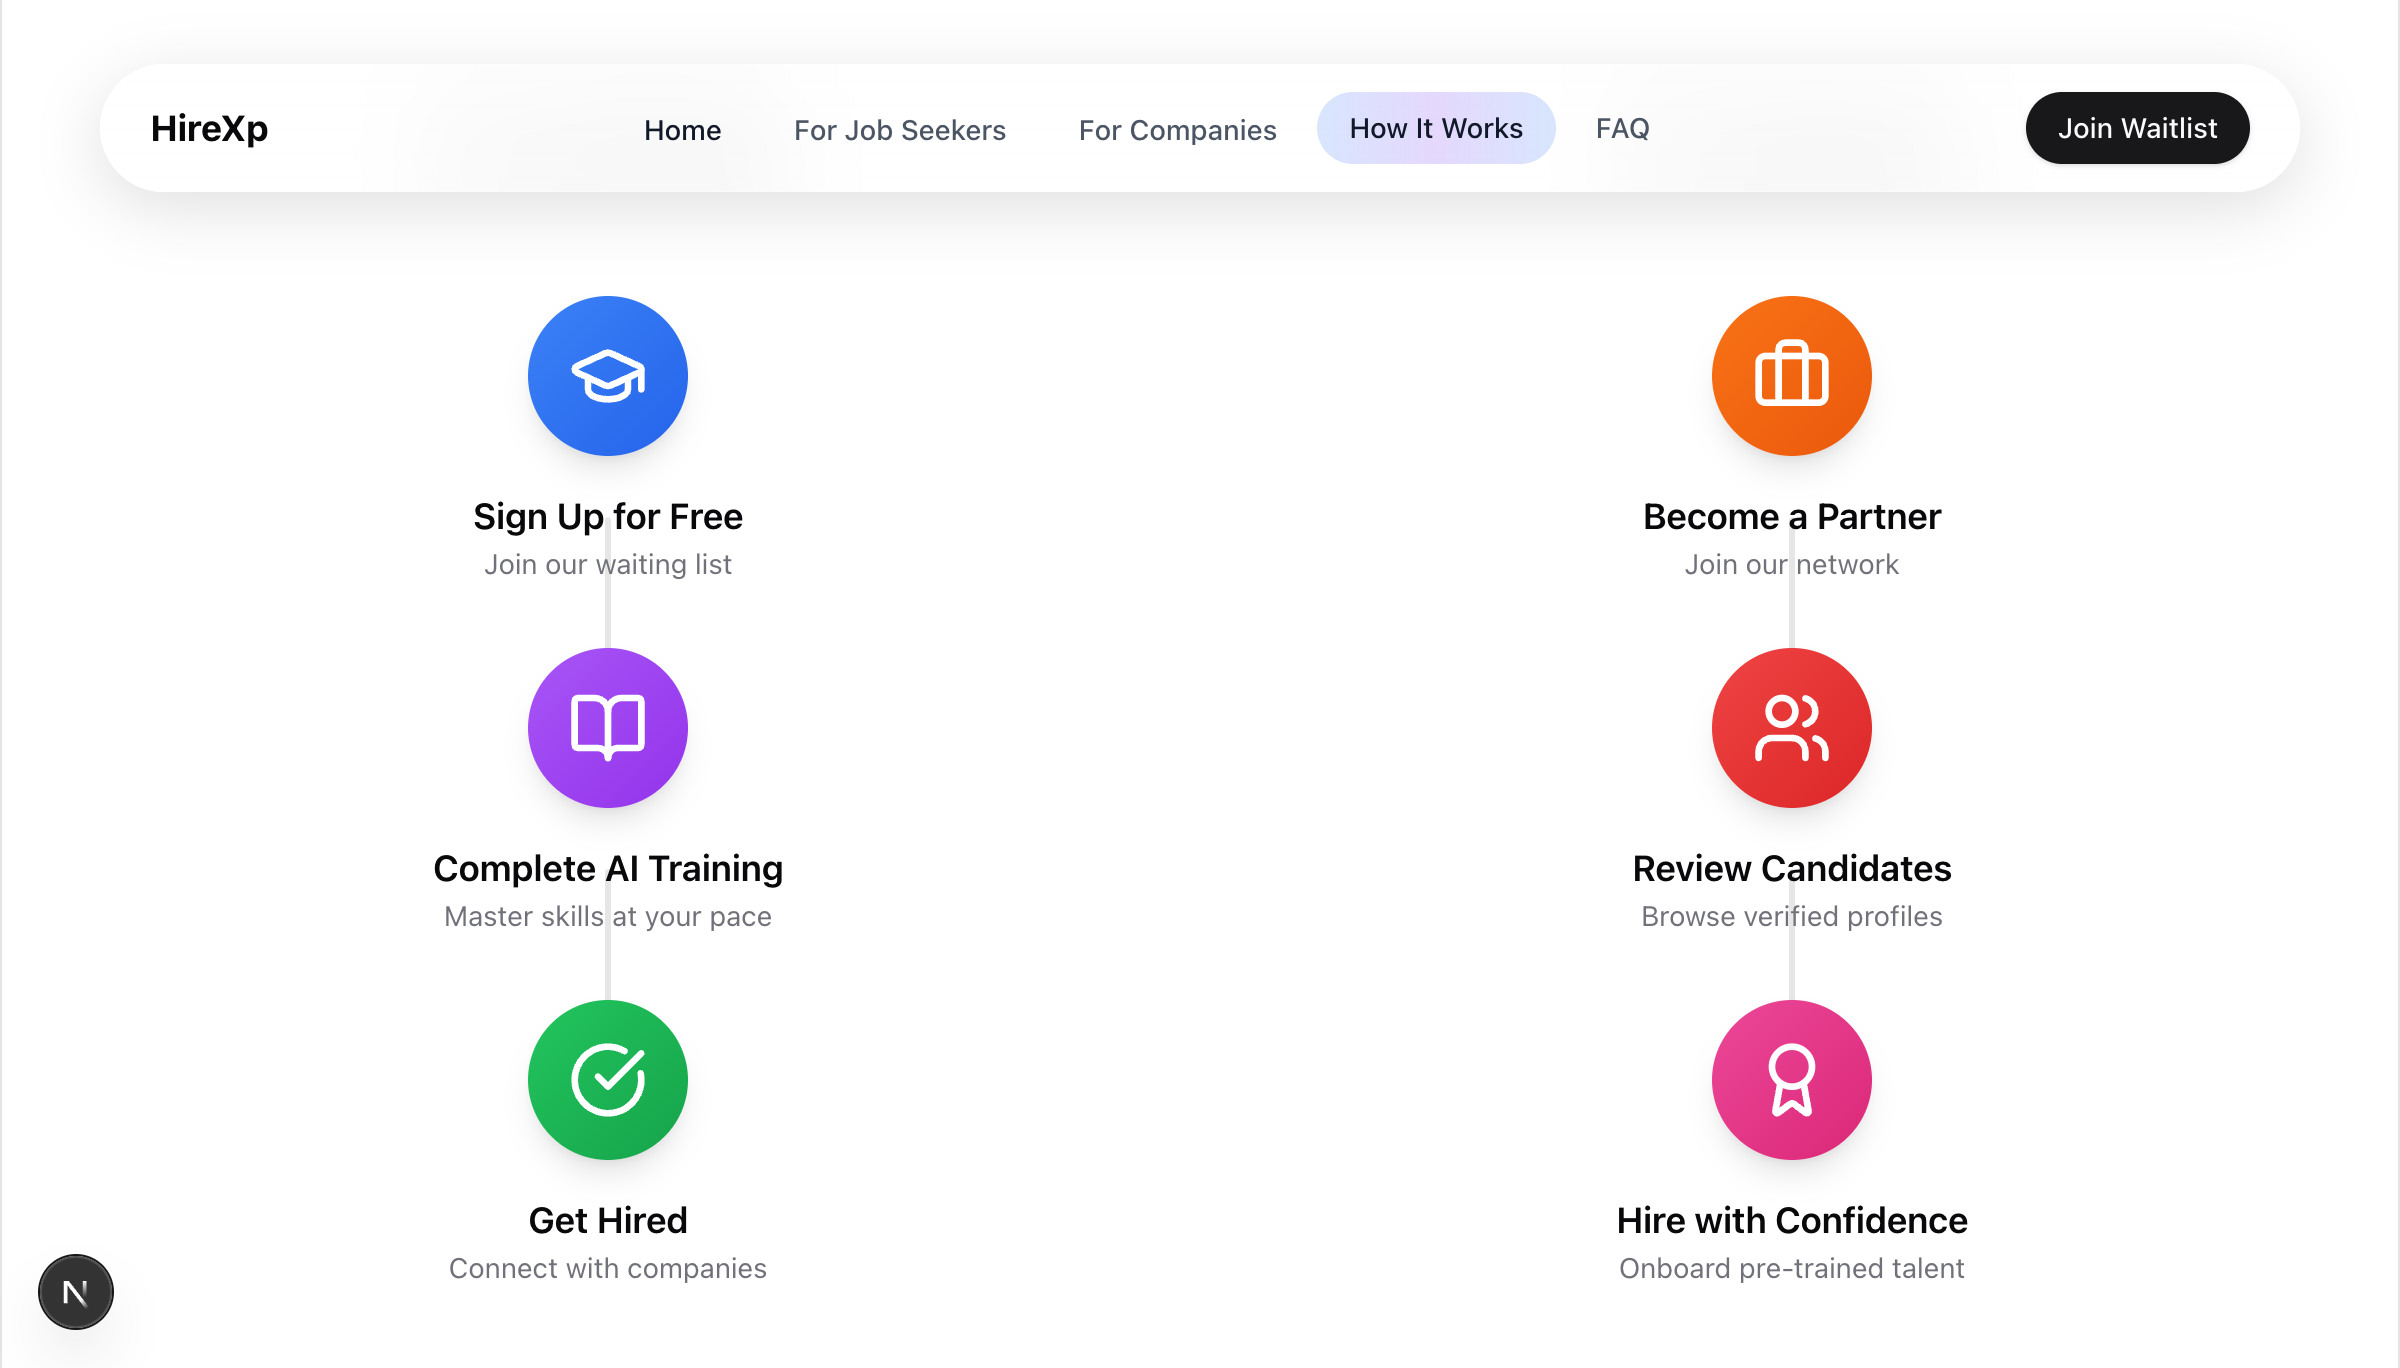 HireXp
Home
For Job Seekers
For Companies
How It Works
FAQ
Join Waitlist
Sign Up for Free
Join our waiting list
Complete AI Training
Master skills at your pace
Get Hired
Connect with companies
Become a Partner
Join our network
Review Candidates
Browse verified profiles
Hire with Confidence
Onboard pre-trained talent
N